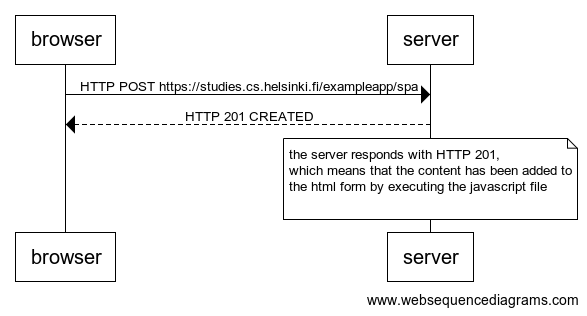 browser
server
HTTP POST https://studies.cs.helsinki.fi/exampleapp/spa
HTTP 201 CREATED
the server responds with HTTP 201,
which means that the content has been added to
the html form by executing the javascript file
browser
server
www.websequencediagrams.com